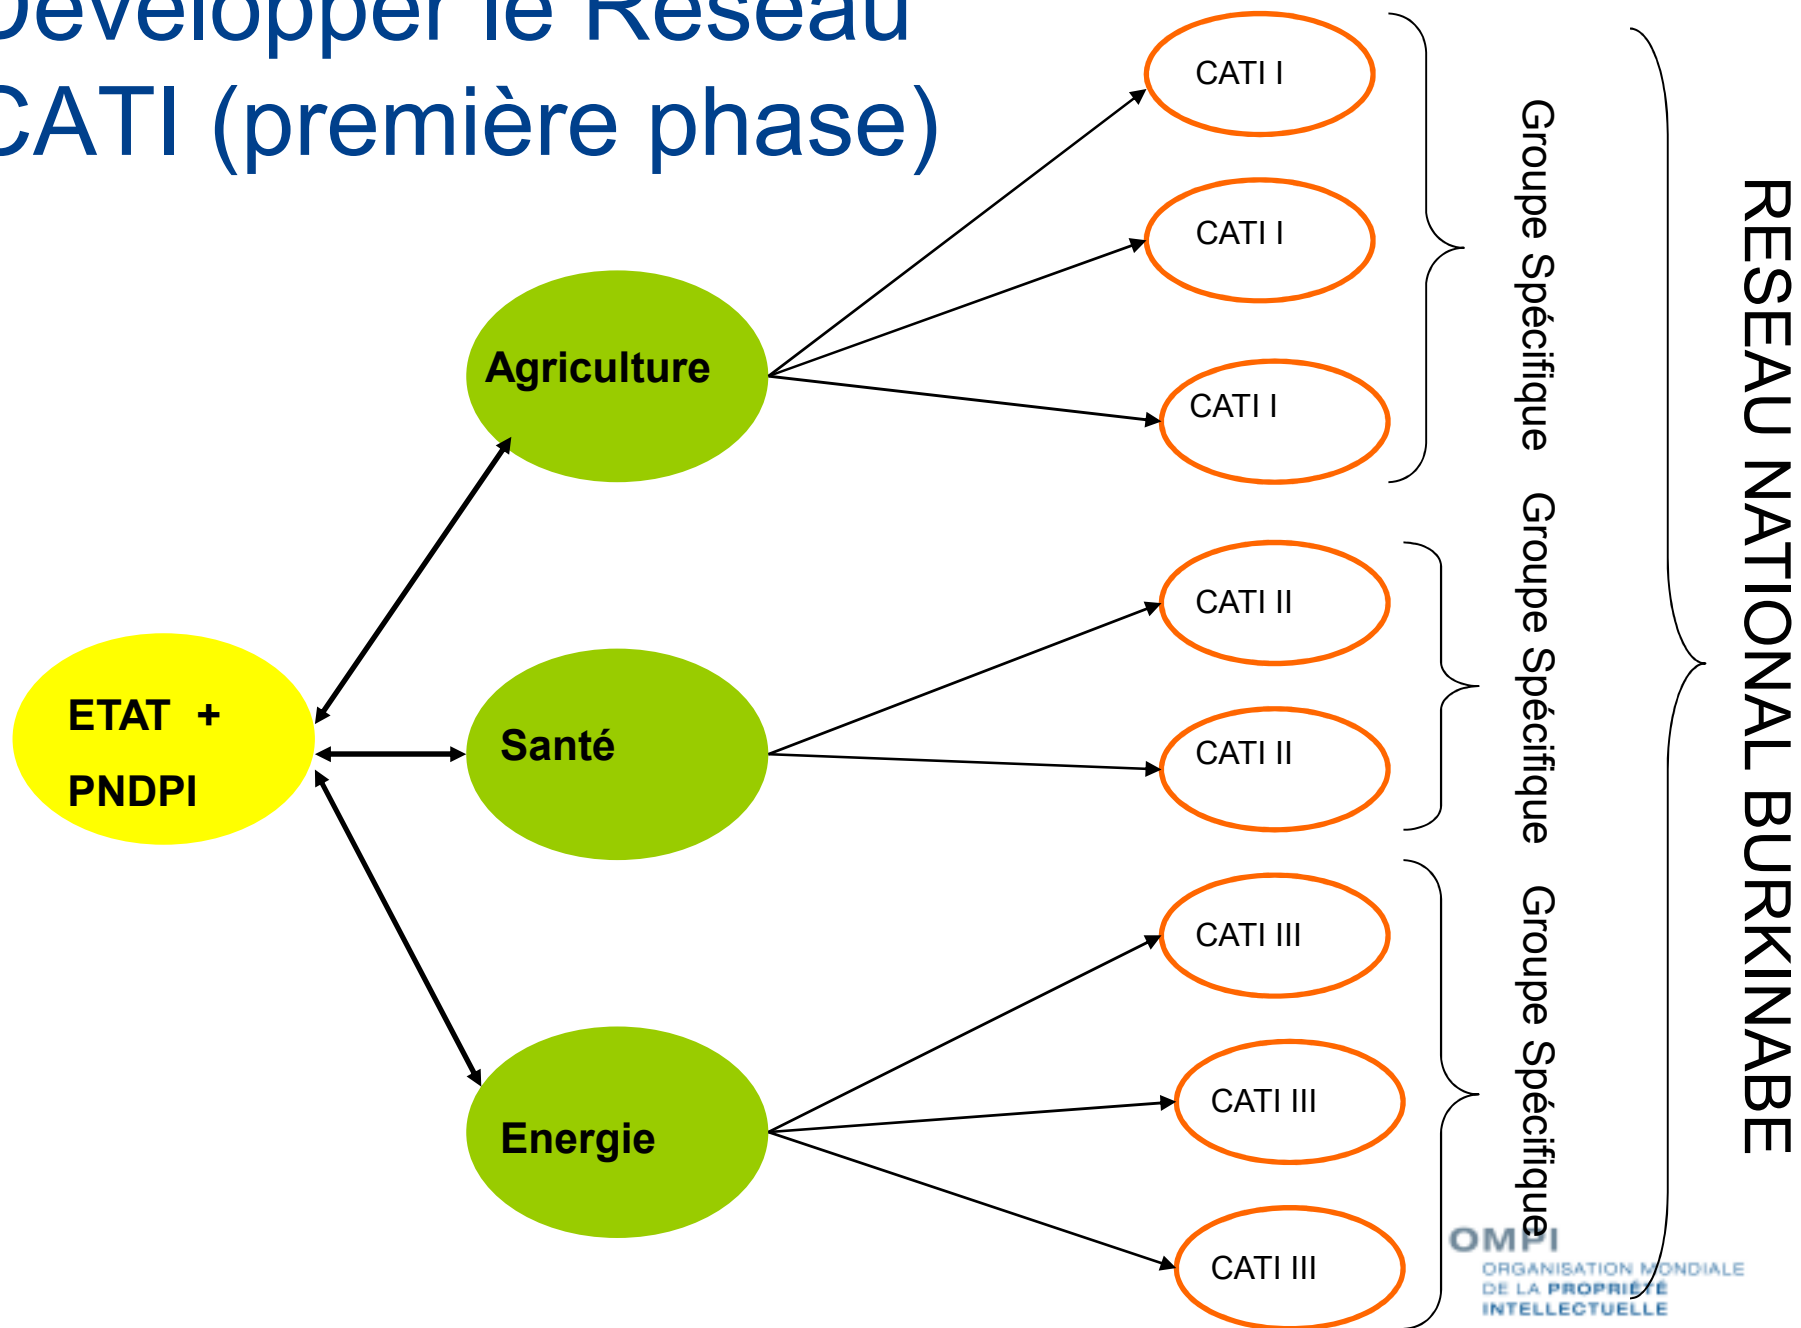 Développer le Réseau
CATI (première phase)
CATI I
CATI I
Agriculture
CATI I
Groupe Spécifique
CATI II
ETAT +
PNDPI
Santé
CATI II
Groupe Spécifique
CATI III
Energie
CATI III
CATI III
Groupe Spécifique
RESEAU NATIONAL BURKINABE
OMPI
ORGANISATION MONDIALE
DE LA PROPRIÉTÉ
INTELLECTUELLE